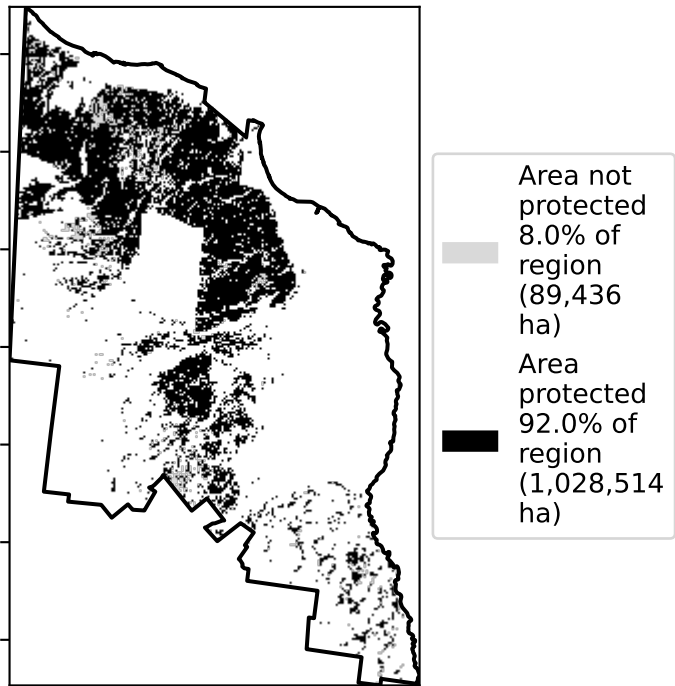 Area not
protected
8.0% of
region
(89,436
ha)
Area
protected
92.0% of
region
(1,028,514
ha)